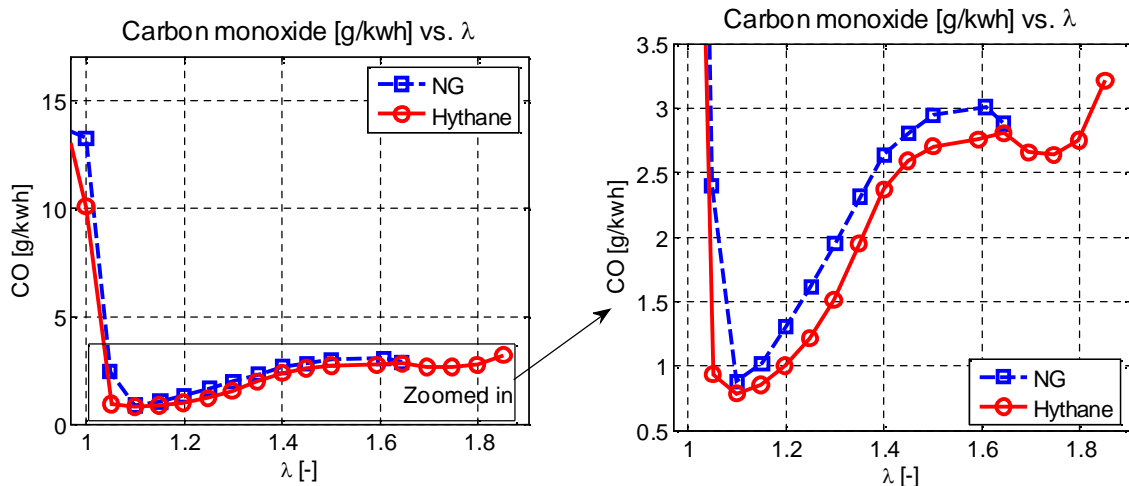 Carbon monoxide [g/kwh] vs. λ
CO [g/kwh]
15
10
5
0
NG
Hythane
Zoomed in
1
1.2
1.4
1.6
1.8
λ [-]
Carbon monoxide [g/kwh] vs. λ
CO [g/kwh]
3.5
3
2.5
2
1.5
1
0.5
NG
Hythane
1
1.2
1.4
1.6
1.8
λ [-]